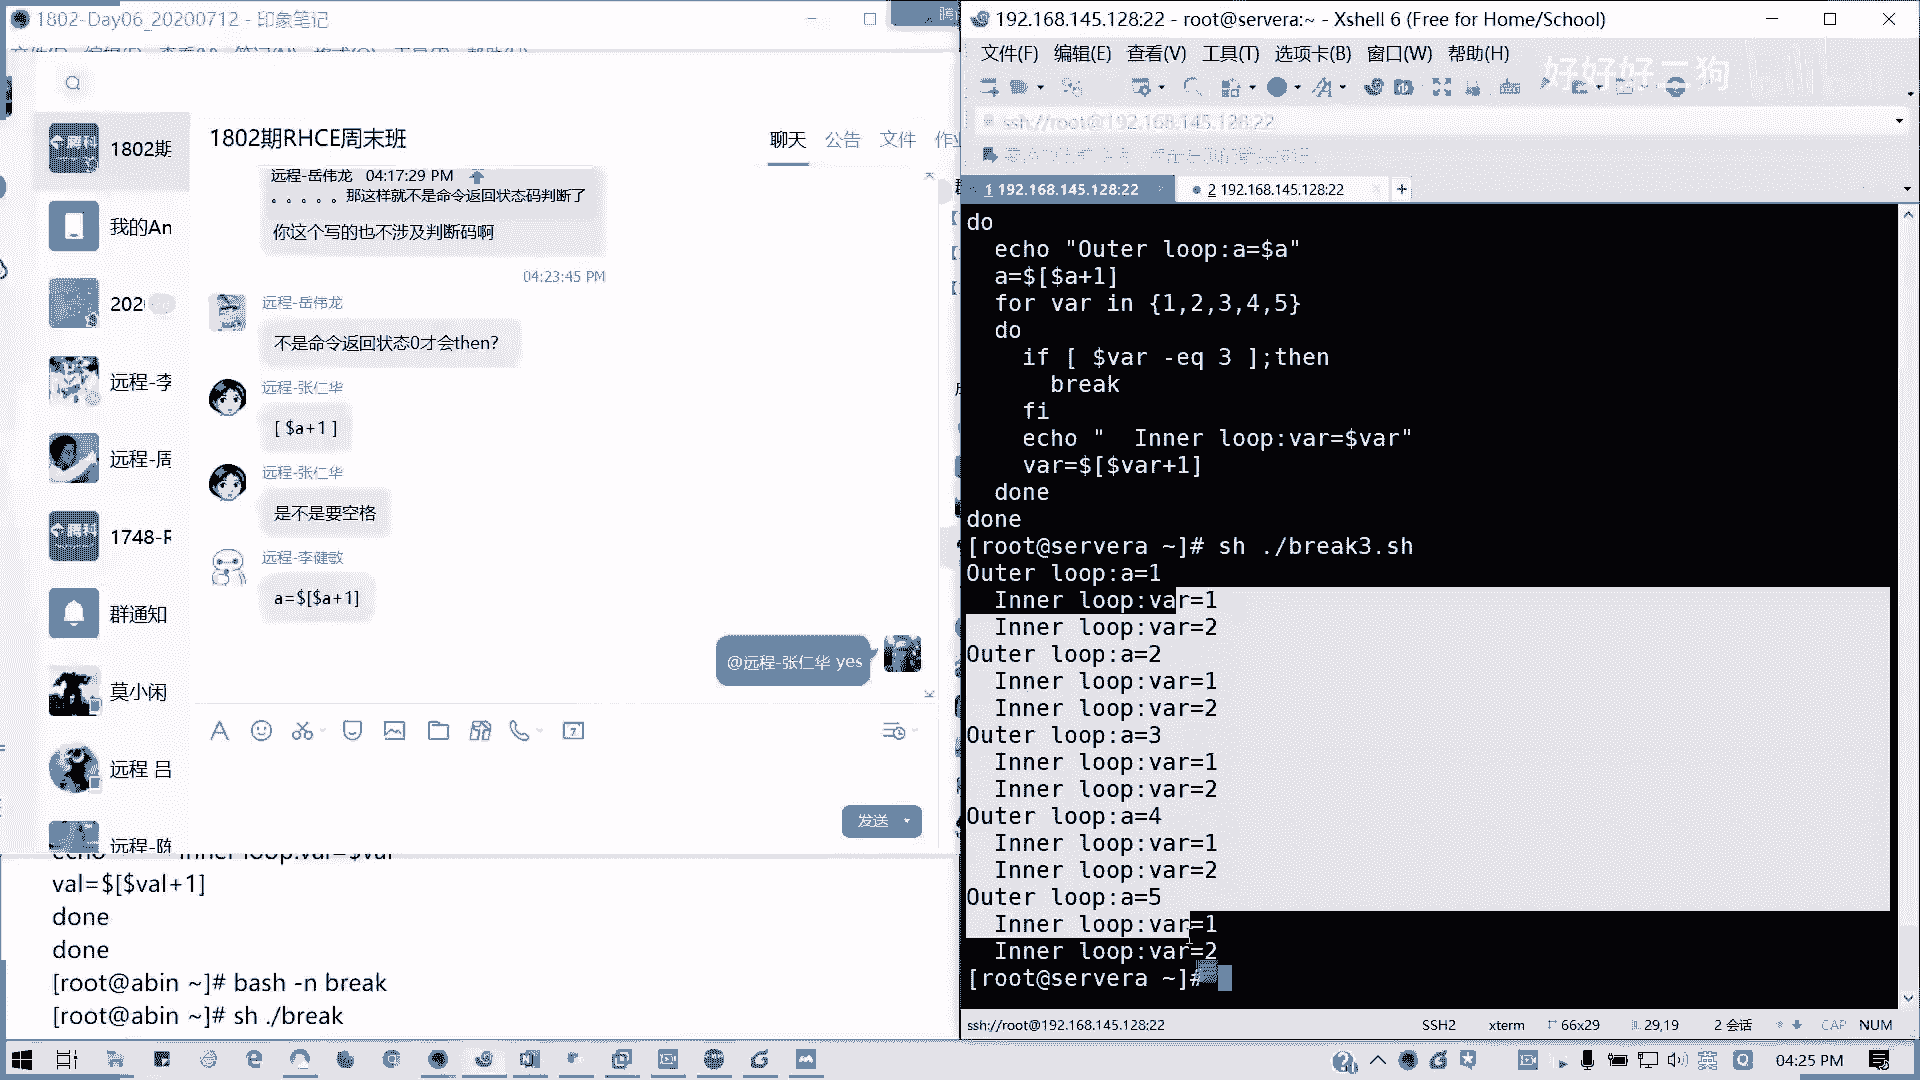 1802-Day06_20200712 - 印象笔记
1802期
我的An
202
远程-李
远程-周
1748-F
群通知
莫小闲
远程 吕
远程-陈
1802期RHCE周末班
聊天 公告 文件 作业
远程-岳伟龙 04:17:29 PM
。。。。。那这样就不是命令返回状态码判断了
你这个写的也不涉及判断码啊
04:23:45 PM
远程-岳伟龙
不是命令返回状态0才会then?
远程-张仁华
[ $a+1 ]
远程-张仁华
是不是要空格
远程-李健敏
a=$[$a+1]
@远程-张仁华 yes
发送
val=$[$val+1]
done
done
[root@abin ~]# bash -n break
[root@abin ~]# sh ./break
192.168.145.128:22 - root@servera:~ - Xshell 6 (Free for Home/School)
文件(F) 编辑(E) 查看(V) 工具(T) 选项卡(B) 窗口(W) 帮助(H)
好好好二狗
ssh://root@192.168.145.128:22
1 192.168.145.128:22
2 192.168.145.128:22
do
echo "Outer loop:a=$a"
a=$[$a+1]
for var in {1,2,3,4,5}
do
if [ $var -eq 3 ];then
break
fi
echo "  Inner loop:var=$var"
var=$[$var+1]
done
done
[root@servera ~]# sh ./break3.sh
Outer loop:a=1
Inner loop:var=1
Inner loop:var=2
Outer loop:a=2
Inner loop:var=1
Inner loop:var=2
Outer loop:a=3
Inner loop:var=1
Inner loop:var=2
Outer loop:a=4
Inner loop:var=1
Inner loop:var=2
Outer loop:a=5
Inner loop:var=1
Inner loop:var=2
[root@servera ~]#
ssh://root@192.168.145.128:22 SSH2 xterm 66x29 29,19 2 会话 CAP NUM
04:25 PM